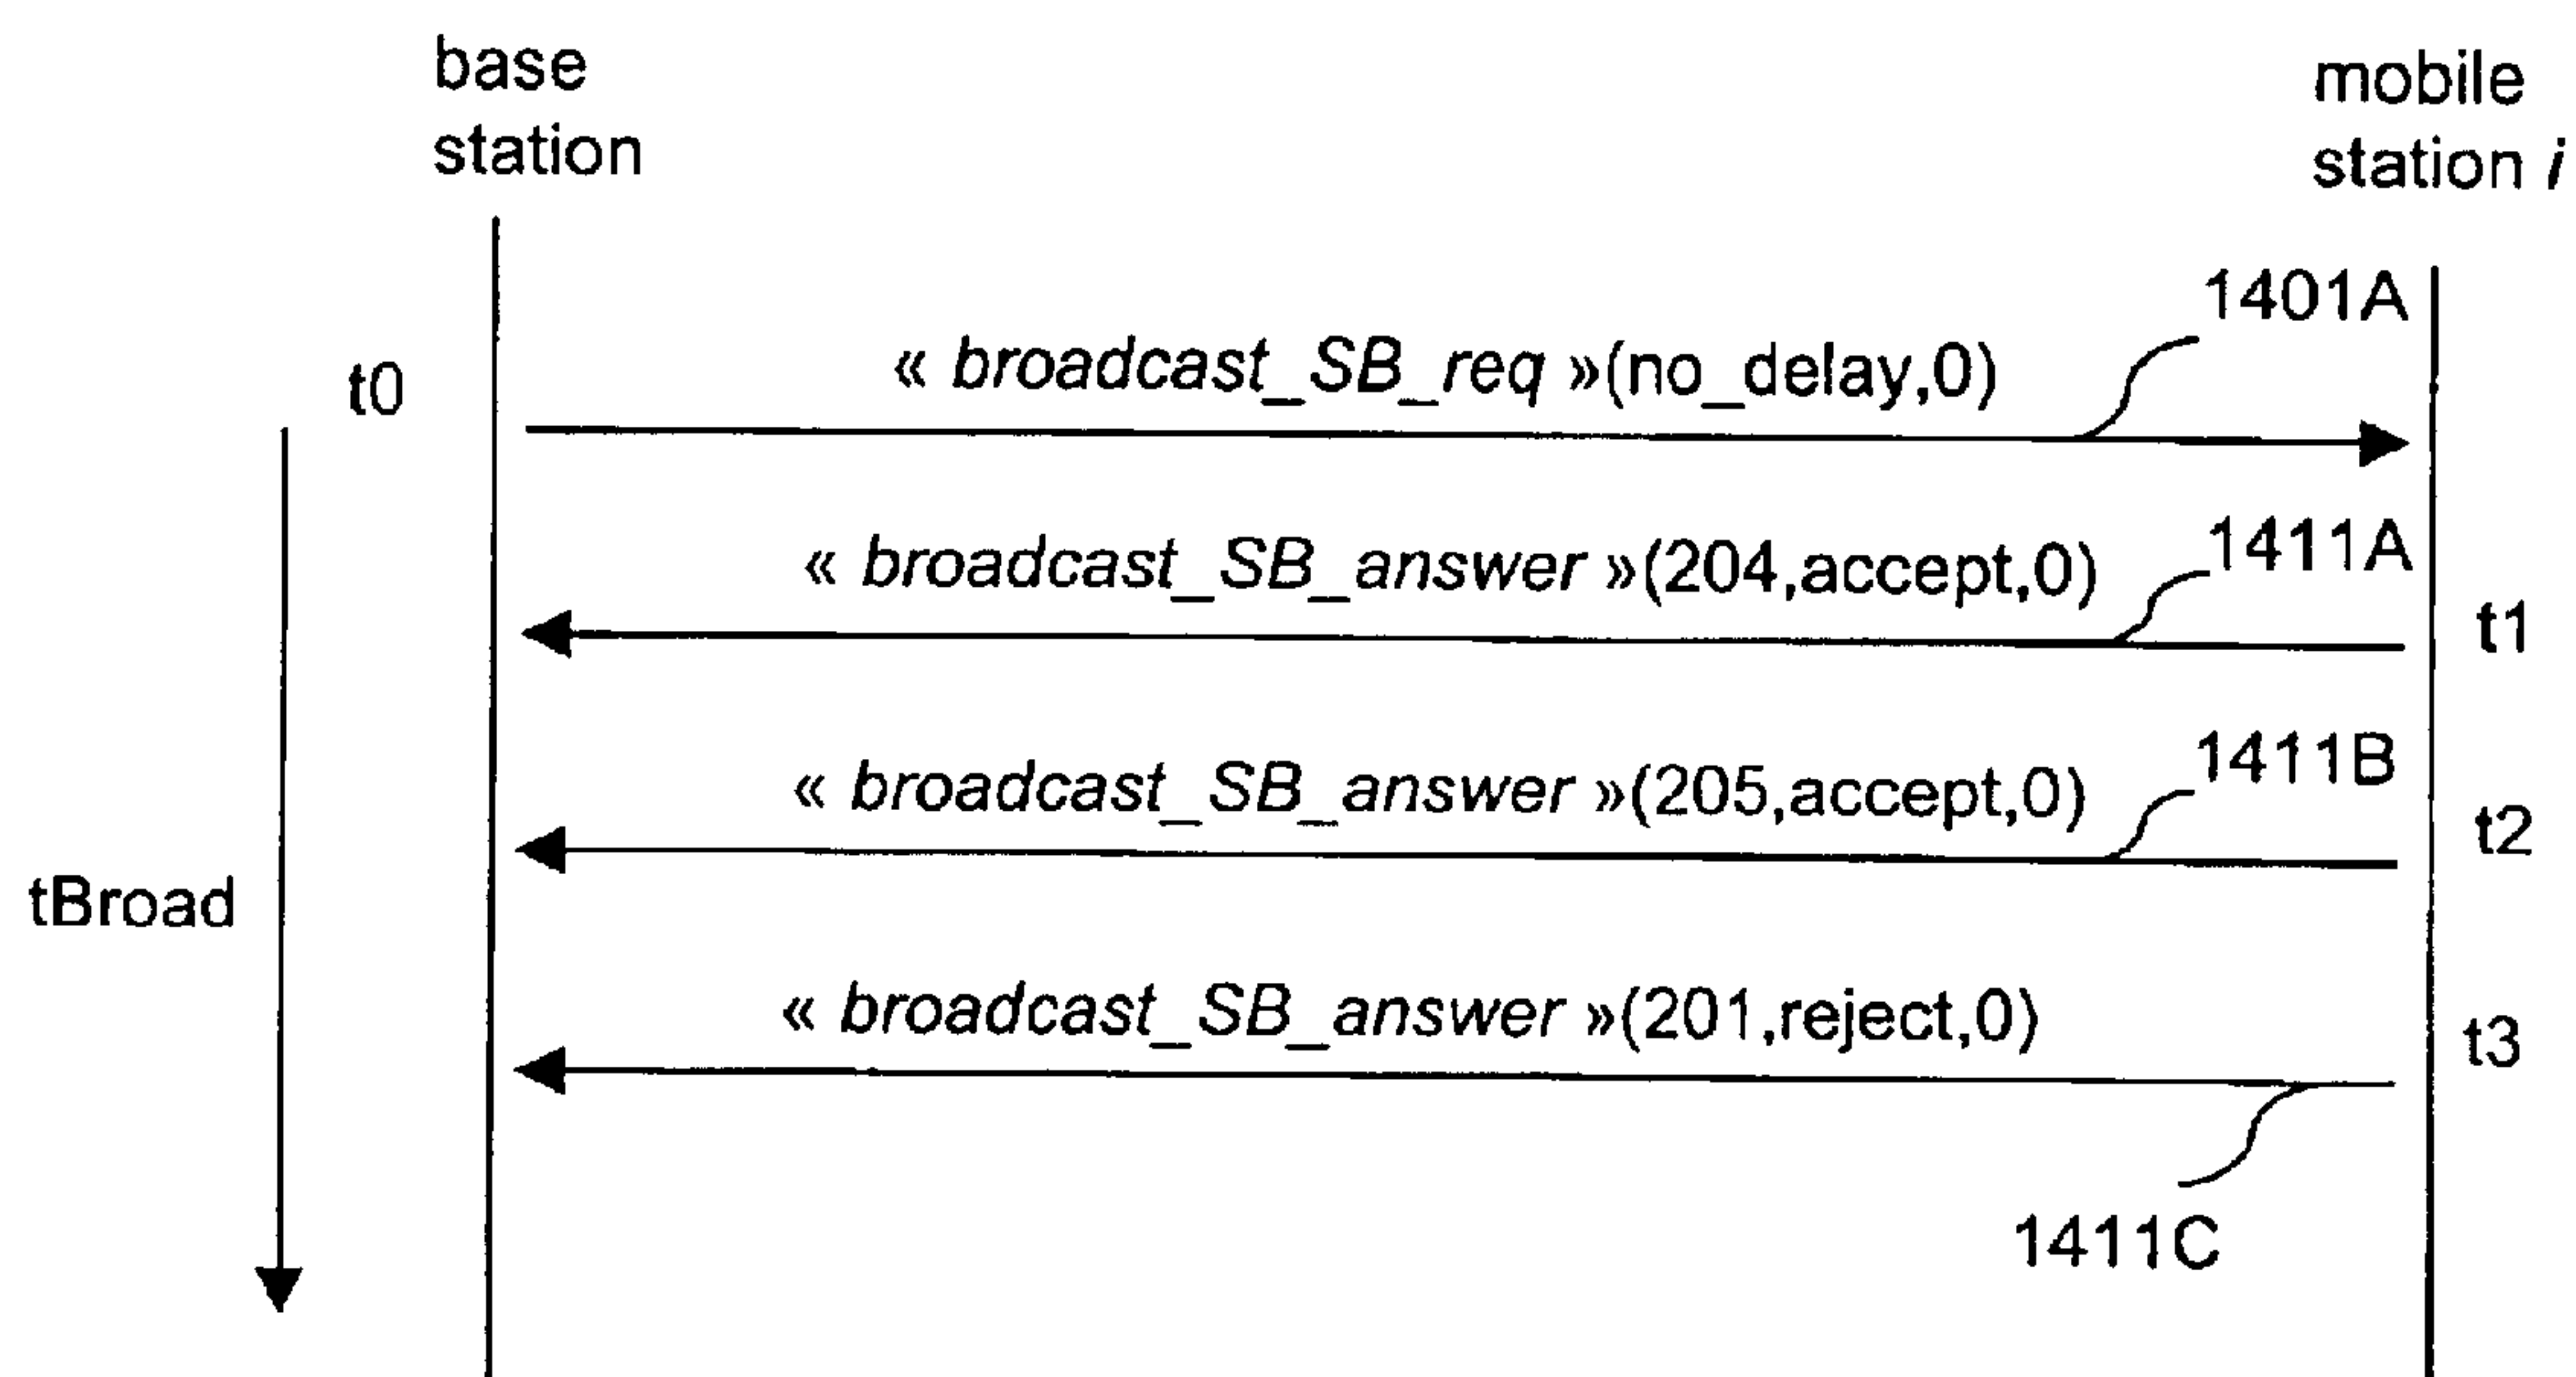 base
station
mobile
station i
1401A
« broadcast_SB_req »(no_delay,0)
t0
1411A
« broadcast_SB_answer »(204,accept,0)
t1
1411B
« broadcast_SB_answer »(205,accept,0)
t2
tBroad
« broadcast_SB_answer »(201,reject,0)
t3
1411C